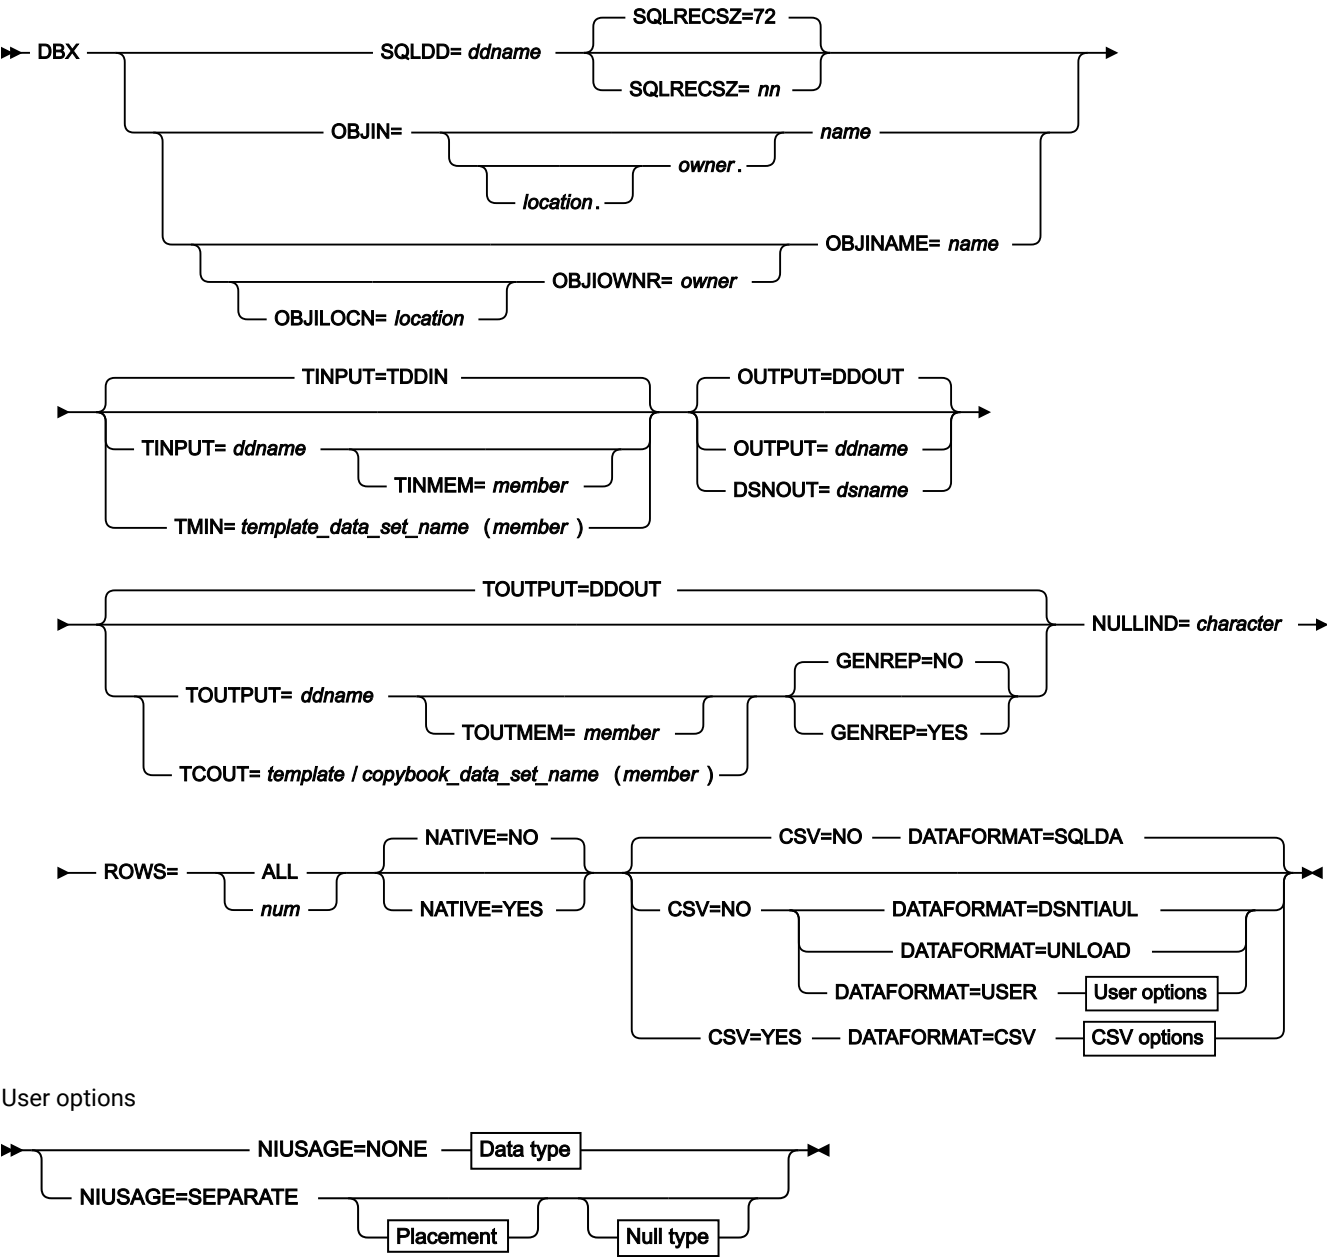 SQLRECSZ=72
DBX SQLDD= ddname
SQLRECSZ= nn
OBJIN= name
owner .
location .
OBJINAME= name
OBJIOWNR= owner
OBJILOCN= location
TINPUT=TDDIN OUTPUT=DDOUT
TINPUT= ddname OUTPUT= ddname
TINMEM= member DSNOUT= dsname
TMIN= template_data_set_name ( member )
TOUTPUT=DDOUT
NULLIND= character
GENREP=NO
TOUTPUT= ddname
TOUTMEM= member GENREP=YES
TCOUT= template / copybook_data_set_name ( member )
NATIVE=NO CSV=NO DATAFORMAT=SQLDA
ROWS= ALL
num NATIVE=YES CSV=NO DATAFORMAT=DSNTIAUL
DATAFORMAT=UNLOAD
DATAFORMAT=USER User options
CSV=YES DATAFORMAT=CSV CSV options
User options
NIUSAGE=NONE Data type
NIUSAGE=SEPARATE
Placement Null type